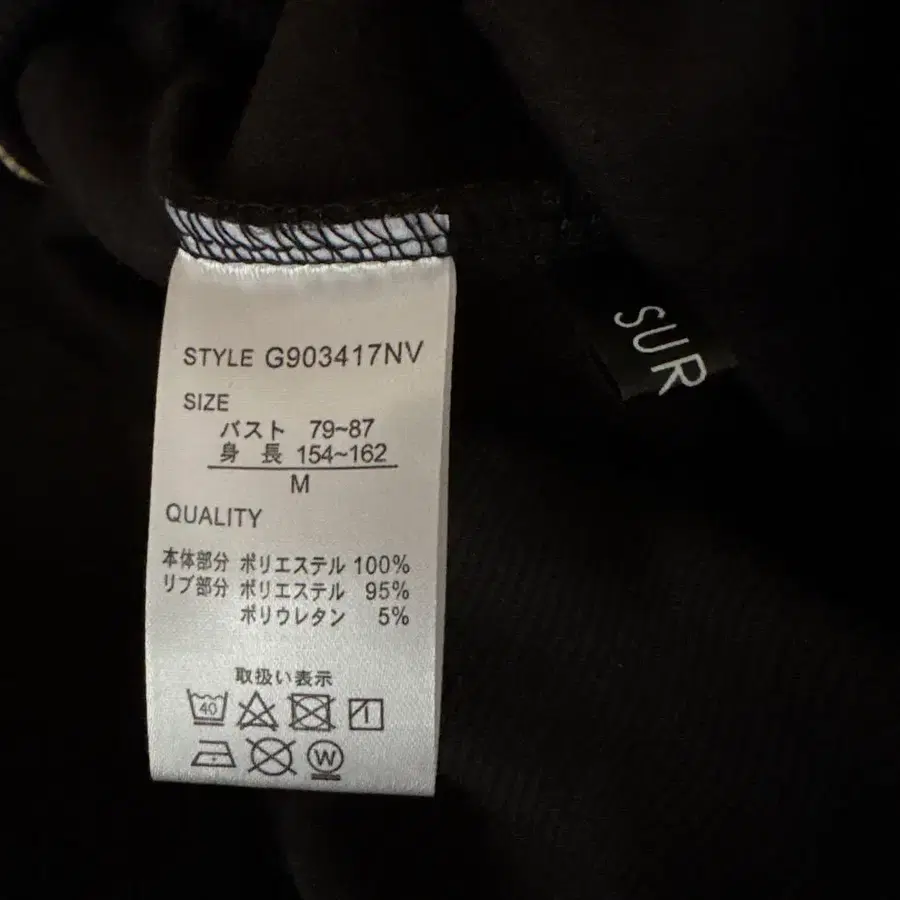 STYLE G903417NV
SIZE
バスト 79~87
身 長 154~162
M
QUALITY
本体部分 ポリエステル 100%
リブ部分 ポリエステル 95%
ポリウレタン 5%
取扱い表示
40
W
SUR